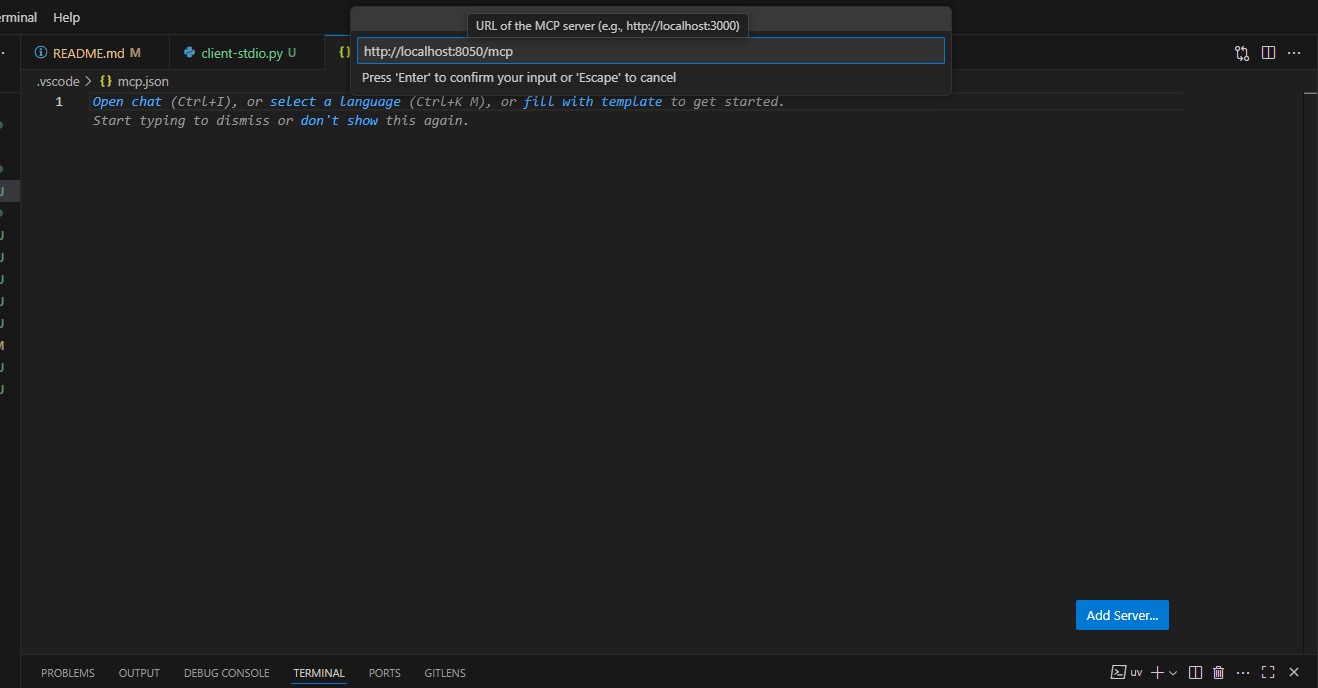 Help
URL of the MCP server (e.g., http://localhost:3000)
README.md M
client-stdio.py U
http://localhost:8050/mcp
Press 'Enter' to confirm your input or 'Escape' to cancel
.vscode > {} mcp.json
1 Open chat (Ctrl+I), or select a language (Ctrl+K M), or fill with template to get started.
Start typing to dismiss or don't show this again.
U
U
U
U
U
U
M
U
U
Add Server...
PROBLEMS OUTPUT DEBUG CONSOLE TERMINAL PORTS GITLENS uv